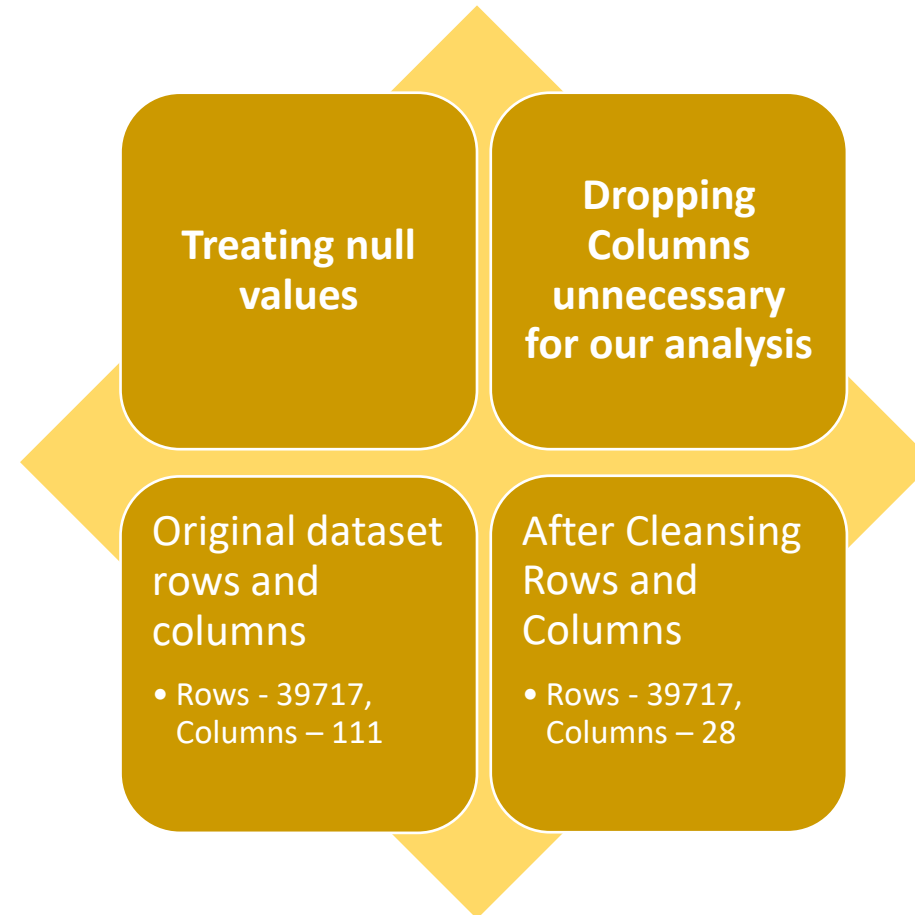 Treating null
values
Dropping
Columns
unnecessary
for our analysis
Original dataset
rows and
columns
• Rows - 39717,
Columns – 111
After Cleansing
Rows and
Columns
• Rows - 39717,
Columns – 28